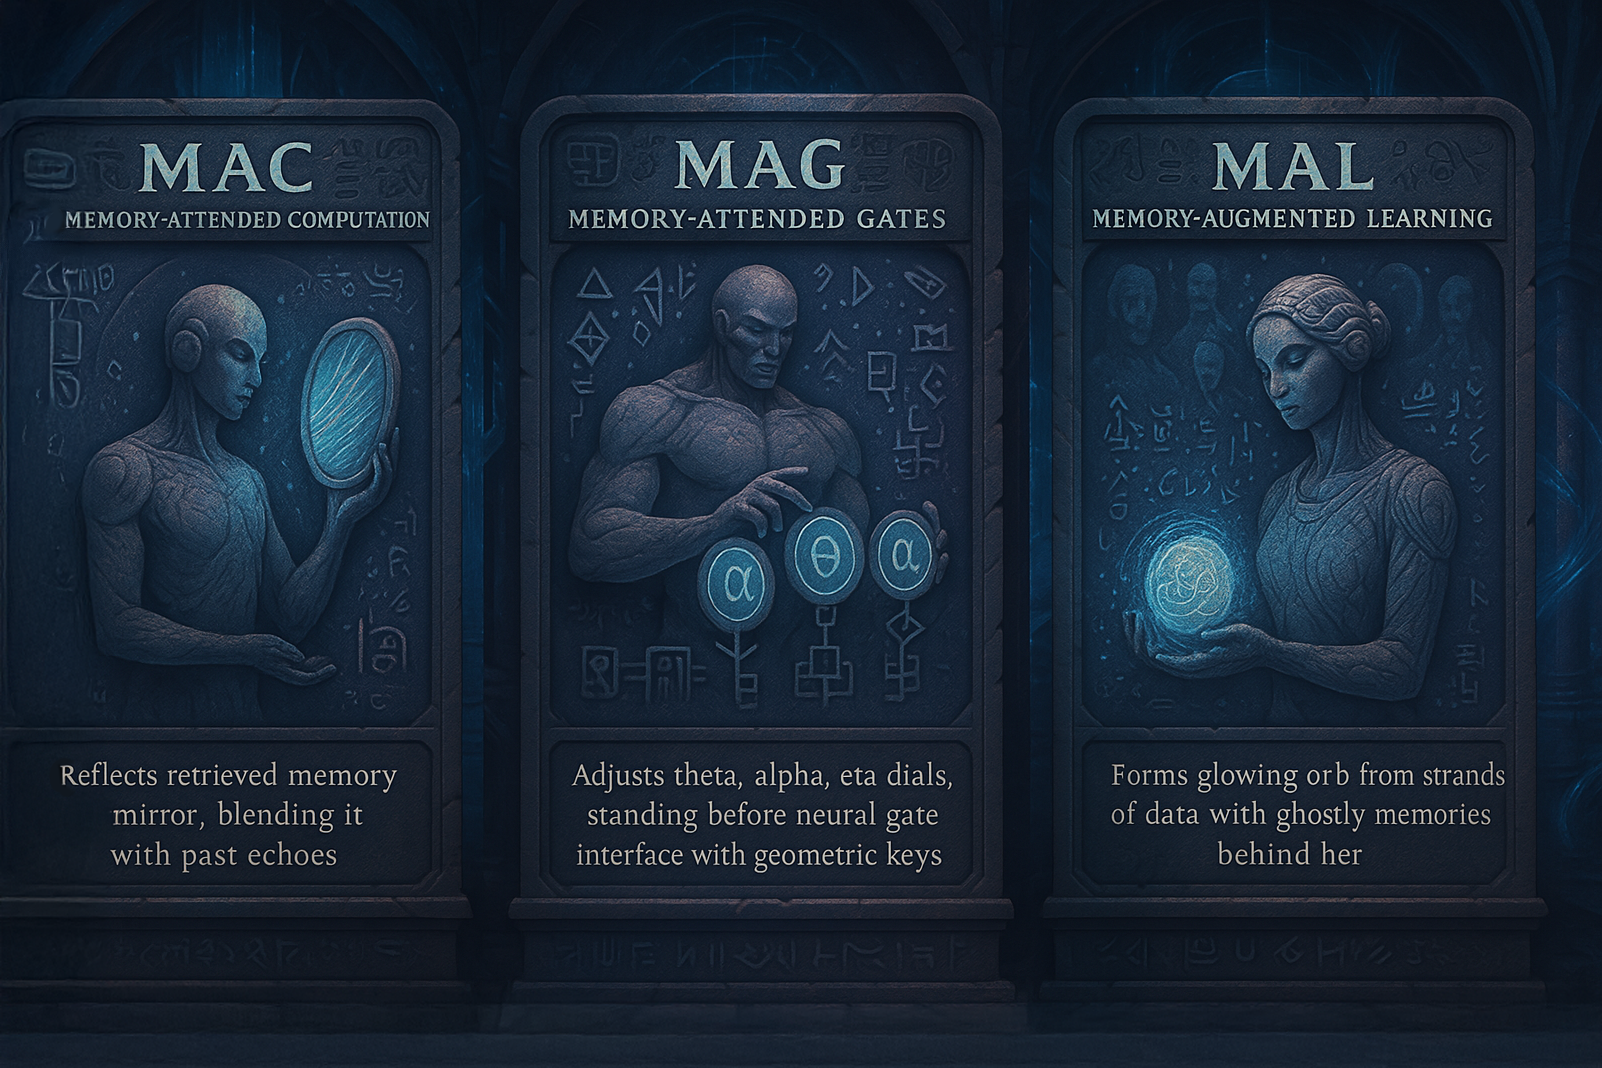 MAC
MEMORY-ATTENDED COMPUTATION
Reflects retrieved memory
mirror, blending it
with past echoes
MAG
MEMORY-ATTENDED GATES
α
θ
α
Adjusts theta, alpha, eta dials,
standing before neural gate
interface with geometric keys
MAL
MEMORY-AUGMENTED LEARNING
Forms glowing orb from strands
of data with ghostly memories
behind her